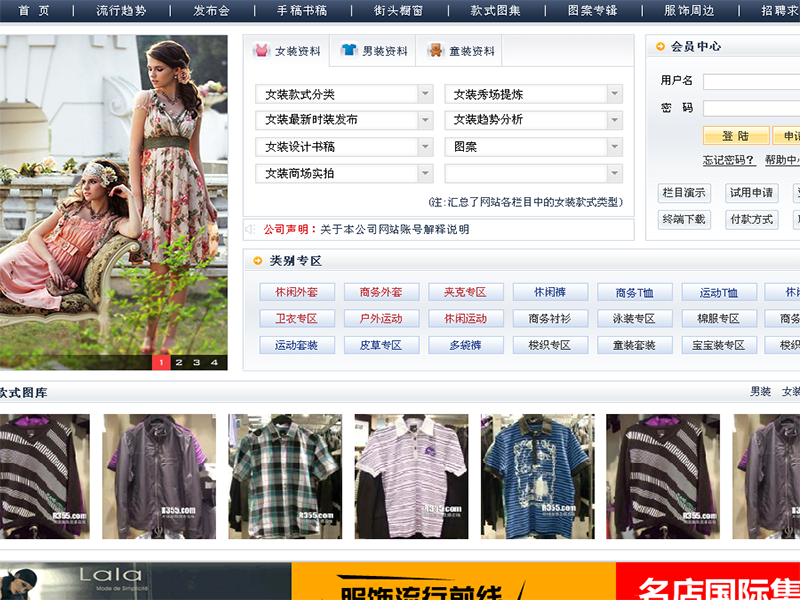 首 页 | 流行趋势 | 发布会 | 手稿书稿 | 街头橱窗 | 款式图集 | 图案专辑 | 服饰周边 | 招聘求
女装资料 男装资料 童装资料
女装款式分类 女装秀场提炼
女装最新时装发布 女装趋势分析
女装设计书稿 图案
女装商场实拍
(注:汇总了网站各栏目中的女装款式类型)
公司声明：关于本公司网站账号解释说明
会员中心
用户名
密 码
登 陆 申请
忘记密码? 帮助中心
栏目演示 试用申请
终端下载 付款方式
1 2 3 4
类别专区
休闲外套 商务外套 夹克专区 休闲裤 商务T恤 运动T恤 休
卫衣专区 户外运动 休闲运动 商务衬衫 泳装专区 棉服专区 商务
运动套装 皮草专区 多袋裤 梭织专区 童装套装 宝宝装专区 梭织
款式图库 男装 女装
R355.com
R355.com
R355.com
R355.com
R355.com
R355.com
R35
Lala
Mode de Simplicité
服饰流行前线
名店国际集